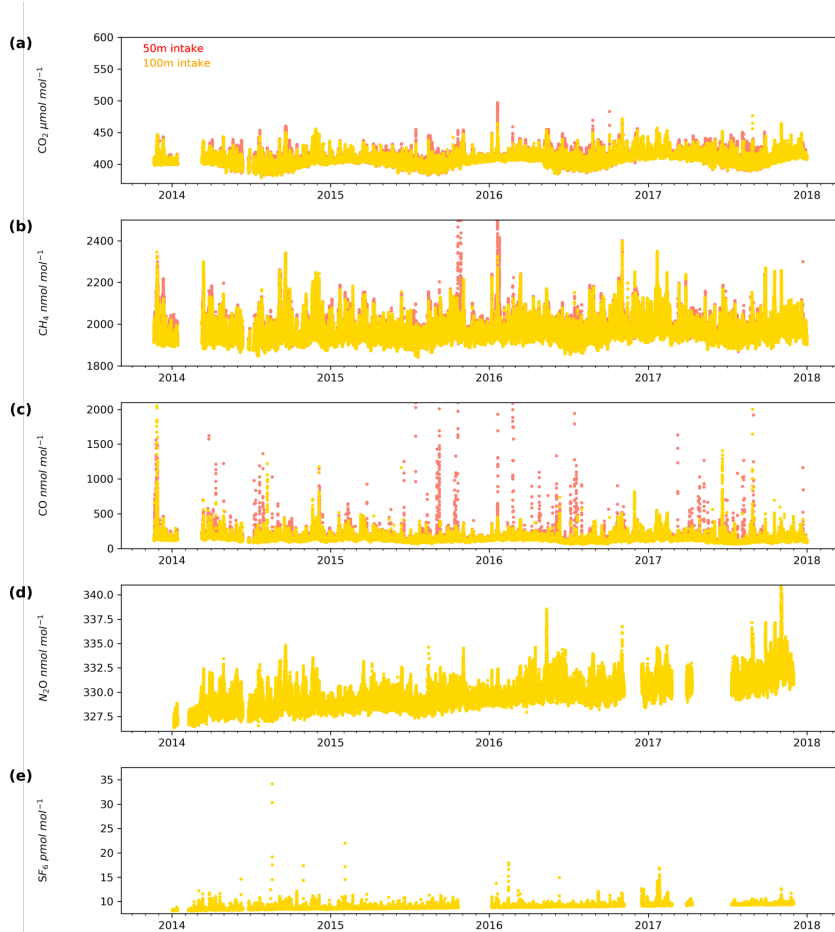 (a)
CO₂ μmol mol⁻¹
600
550
500
450
400
50m intake
100m intake
2014 2015 2016 2017 2018
(b)
CH₄ nmol mol⁻¹
2400
2200
2000
1800
2014 2015 2016 2017 2018
(c)
CO nmol mol⁻¹
2000
1500
1000
500
0
2014 2015 2016 2017 2018
(d)
N₂O nmol mol⁻¹
340.0
337.5
335.0
332.5
330.0
327.5
2014 2015 2016 2017 2018
(e)
SF₆ pmol mol⁻¹
35
30
25
20
15
10
2014 2015 2016 2017 2018